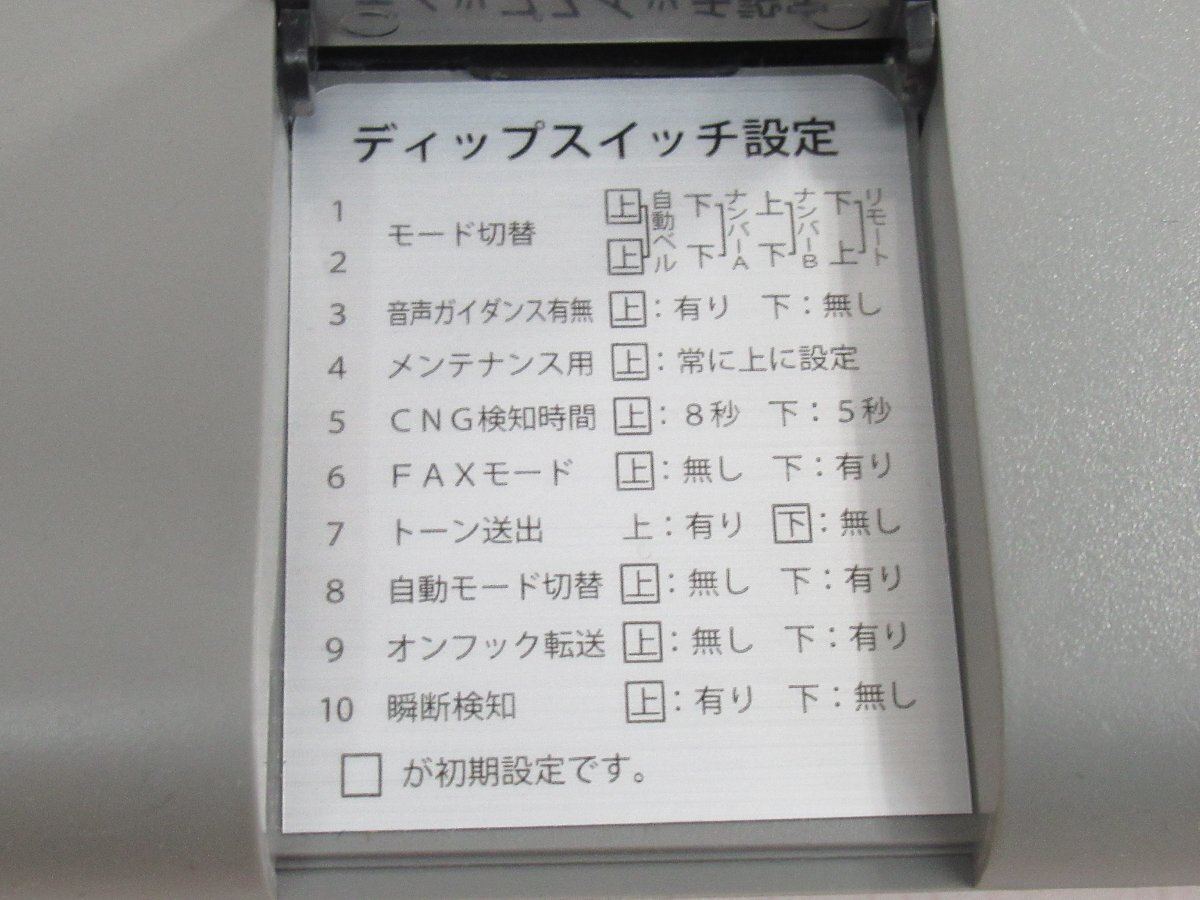 ディップスイッチ設定
1 モード切替 上 自動ベル 下 ナンバーA 上 ナンバーB 下 リモート
2 上 下 下 上
3 音声ガイダンス有無 上：有り 下：無し
4 メンテナンス用 上：常に上に設定
5 ＣＮＧ検知時間 上：８秒 下：５秒
6 ＦＡＸモード 上：無し 下：有り
7 トーン送出 上：有り 下：無し
8 自動モード切替 上：無し 下：有り
9 オンフック転送 上：無し 下：有り
10 瞬断検知 上：有り 下：無し
□ が初期設定です。